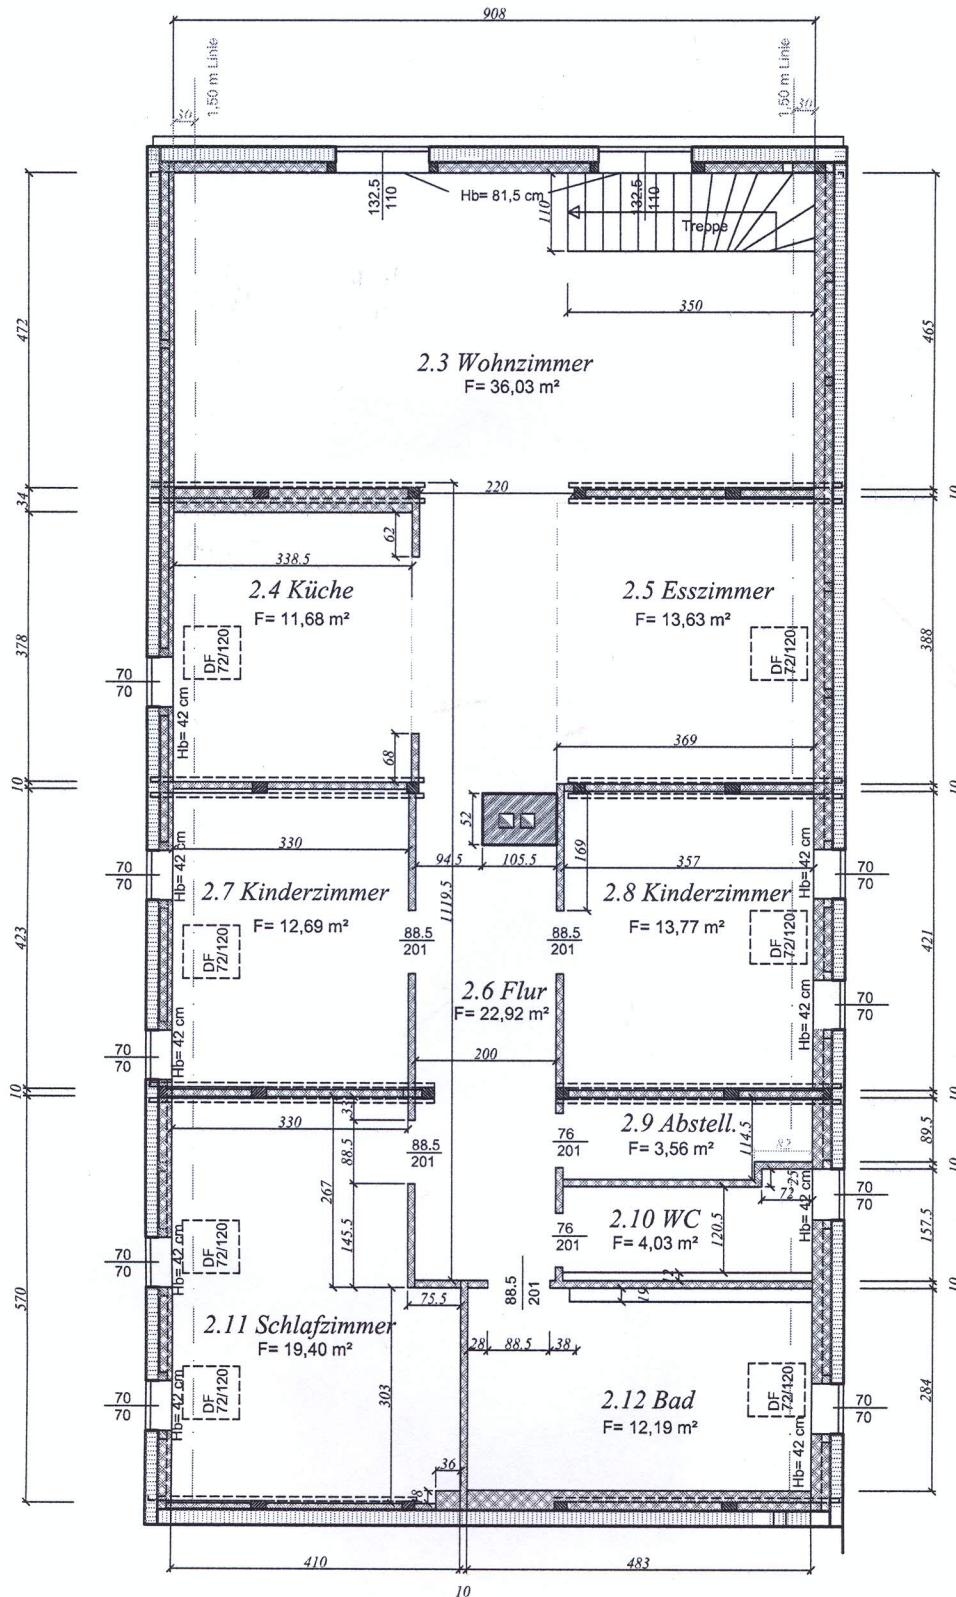 908
1,50 m Linie
1,50 m Linie
30
30
132.5
110
Hb= 81,5 cm
110
132.5
110
Treppe
350
472
465
2.3 Wohnzimmer
F= 36,03 m²
34
220
10
62
338.5
2.4 Küche
F= 11,68 m²
2.5 Esszimmer
F= 13,63 m²
DF
72/120
DF
72/120
378
388
70
70
Hb= 42 cm
68
369
10
10
52
330
94.5
105.5
169
357
1119.5
70
70
Hb= 42 cm
Hb= 42 cm
70
70
2.7 Kinderzimmer
F= 12,69 m²
2.8 Kinderzimmer
F= 13,77 m²
DF
72/120
88.5
201
88.5
201
DF
72/120
423
421
2.6 Flur
F= 22,92 m²
70
70
Hb= 42 cm
Hb= 42 cm
70
70
200
10
10
330
33
88.5
88.5
201
267
145.5
2.9 Abstell.
F= 3,56 m²
76
201
114.5
82
89.5
10
25
72
2.10 WC
F= 4,03 m²
76
201
120.5
Hb= 42 cm
70
70
157.5
DF
72/120
70
70
Hb= 42 cm
12
10
88.5
201
19
75.5
570
2.11 Schlafzimmer
F= 19,40 m²
28
88.5
38
303
DF
72/120
70
70
Hb= 42 cm
2.12 Bad
F= 12,19 m²
DF
72/120
Hb= 42 cm
70
70
284
36
18
410
483
10